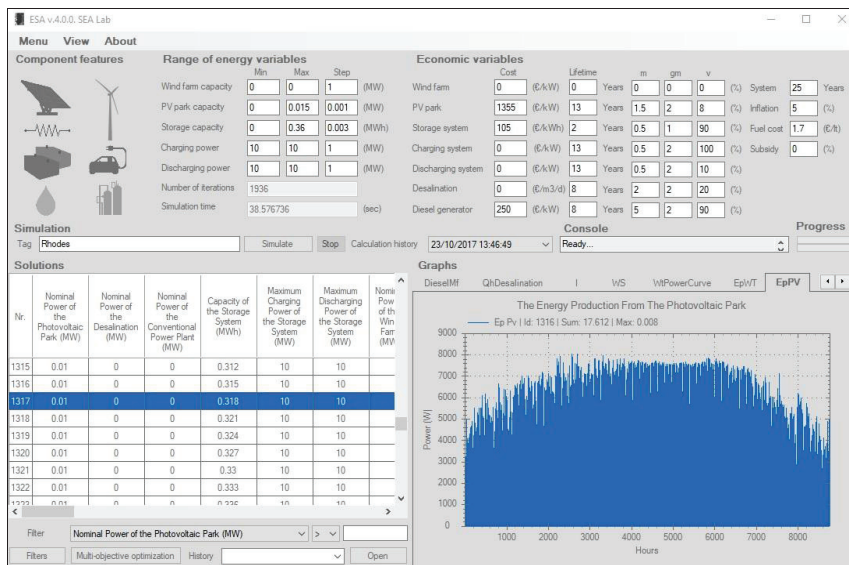 ESA v.4.0.0. SEA Lab
Menu View About
Component features
Range of energy variables
Min Max Step
Wind farm capacity 0 0 1 (MW)
PV park capacity 0 0.015 0.001 (MW)
Storage capacity 0 0.36 0.003 (MWh)
Charging power 10 10 1 (MW)
Discharging power 10 10 1 (MW)
Number of iterations 1936
Simulation time 38.576736 (sec)
Economic variables
Cost Lifetime m gm v
Wind farm 0 (€/kW) 0 Years 0 0 0 (%) System 25 Years
PV park 1355 (€/kW) 13 Years 1.5 2 8 (%) Inflation 5 (%)
Storage system 105 (€/kWh) 2 Years 0.5 1 90 (%) Fuel cost 1.7 (€/lt)
Charging system 0 (€/kW) 13 Years 0.5 2 100 (%) Subsidy 0 (%)
Discharging system 0 (€/kW) 13 Years 0.5 2 10 (%)
Desalination 0 (€/m3/d) 8 Years 2 2 20 (%)
Diesel generator 250 (€/kW) 8 Years 5 2 90 (%)
Simulation
Console
Progress
Tag Rhodes Simulate Stop Calculation history 23/10/2017 13:46:49 Ready...
Solutions
Nr.
Nominal Power of the Photovoltaic Park (MW)
Nominal Power of the Desalination (MW)
Nominal Power of the Conventional Power Plant (MW)
Capacity of the Storage System (MWh)
Maximum Charging Power of the Storage System (MW)
Maximum Discharging Power of the Storage System (MW)
1315 0.01 0 0 0.312 10 10
1316 0.01 0 0 0.315 10 10
1317 0.01 0 0 0.318 10 10
1318 0.01 0 0 0.321 10 10
1319 0.01 0 0 0.324 10 10
1320 0.01 0 0 0.327 10 10
1321 0.01 0 0 0.33 10 10
1322 0.01 0 0 0.333 10 10
Filter Nominal Power of the Photovoltaic Park (MW) >
Filters Multi-objective optimization History Open
Graphs
DieselMf QhDesalination I WS WtPowerCurve EpWT EpPV
The Energy Production From The Photovoltaic Park
Ep Pv | Id: 1316 | Sum: 17.612 | Max: 0.008
Power (W)
9000
8000
7000
6000
5000
4000
3000
2000
1000
0
1000 2000 3000 4000 5000 6000 7000 8000
Hours